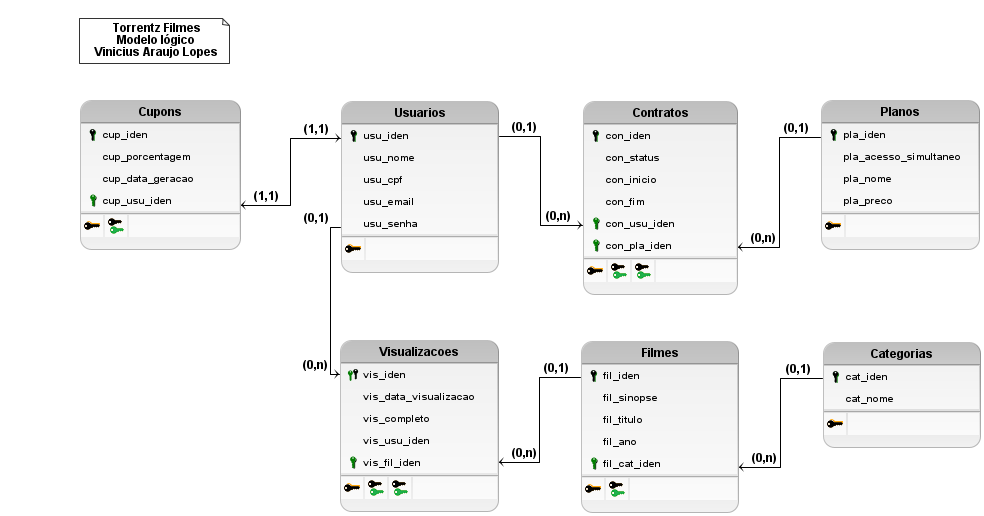 Torrentz Filmes
Modelo lógico
Vinicius Araujo Lopes
Cupons
cup_iden
cup_porcentagem
cup_data_geracao
cup_usu_iden
(1,1)
(1,1)
Usuarios
usu_iden
usu_nome
usu_cpf
usu_email
usu_senha
(0,1)
(0,1)
(0,n)
Contratos
con_iden
con_status
con_inicio
con_fim
con_usu_iden
con_pla_iden
(0,1)
(0,n)
Planos
pla_iden
pla_acesso_simultaneo
pla_nome
pla_preco
(0,n)
Visualizacoes
vis_iden
vis_data_visualizacao
vis_completo
vis_usu_iden
vis_fil_iden
(0,1)
(0,n)
Filmes
fil_iden
fil_sinopse
fil_titulo
fil_ano
fil_cat_iden
(0,1)
(0,n)
Categorias
cat_iden
cat_nome